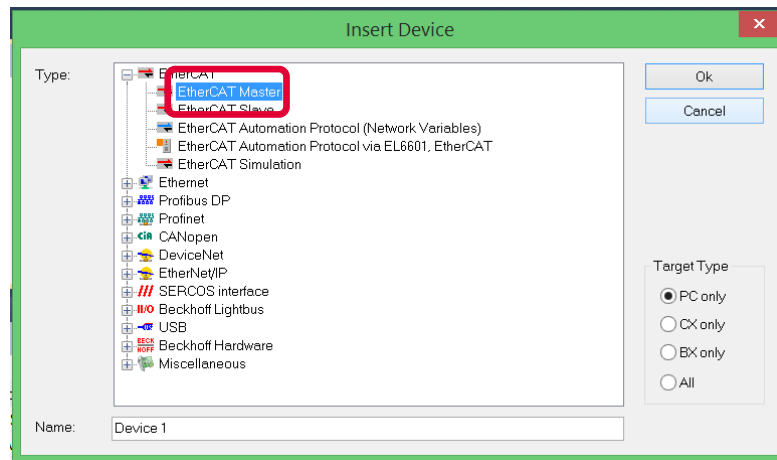 Insert Device
Type:
EtherCAT
EtherCAT Master
EtherCAT Slave
EtherCAT Automation Protocol (Network Variables)
EtherCAT Automation Protocol via EL6601, EtherCAT
EtherCAT Simulation
Ethernet
Profibus DP
Profinet
CANopen
DeviceNet
EtherNet/IP
SERCOS interface
Beckhoff Lightbus
USB
Beckhoff Hardware
Miscellaneous
Ok
Cancel
Target Type
PC only
CX only
BX only
All
Name:
Device 1